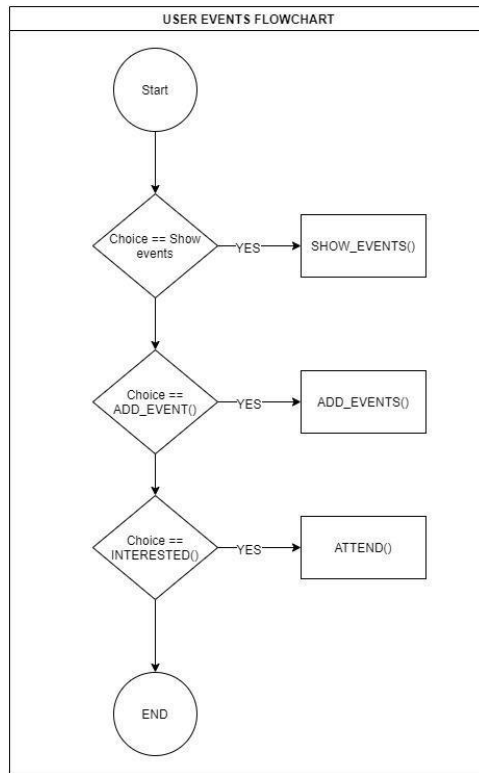 USER EVENTS FLOWCHART
Start
Choice == Show
events
YES
SHOW_EVENTS()
Choice ==
ADD_EVENT()
YES
ADD_EVENTS()
Choice ==
INTERESTED()
YES
ATTEND()
END